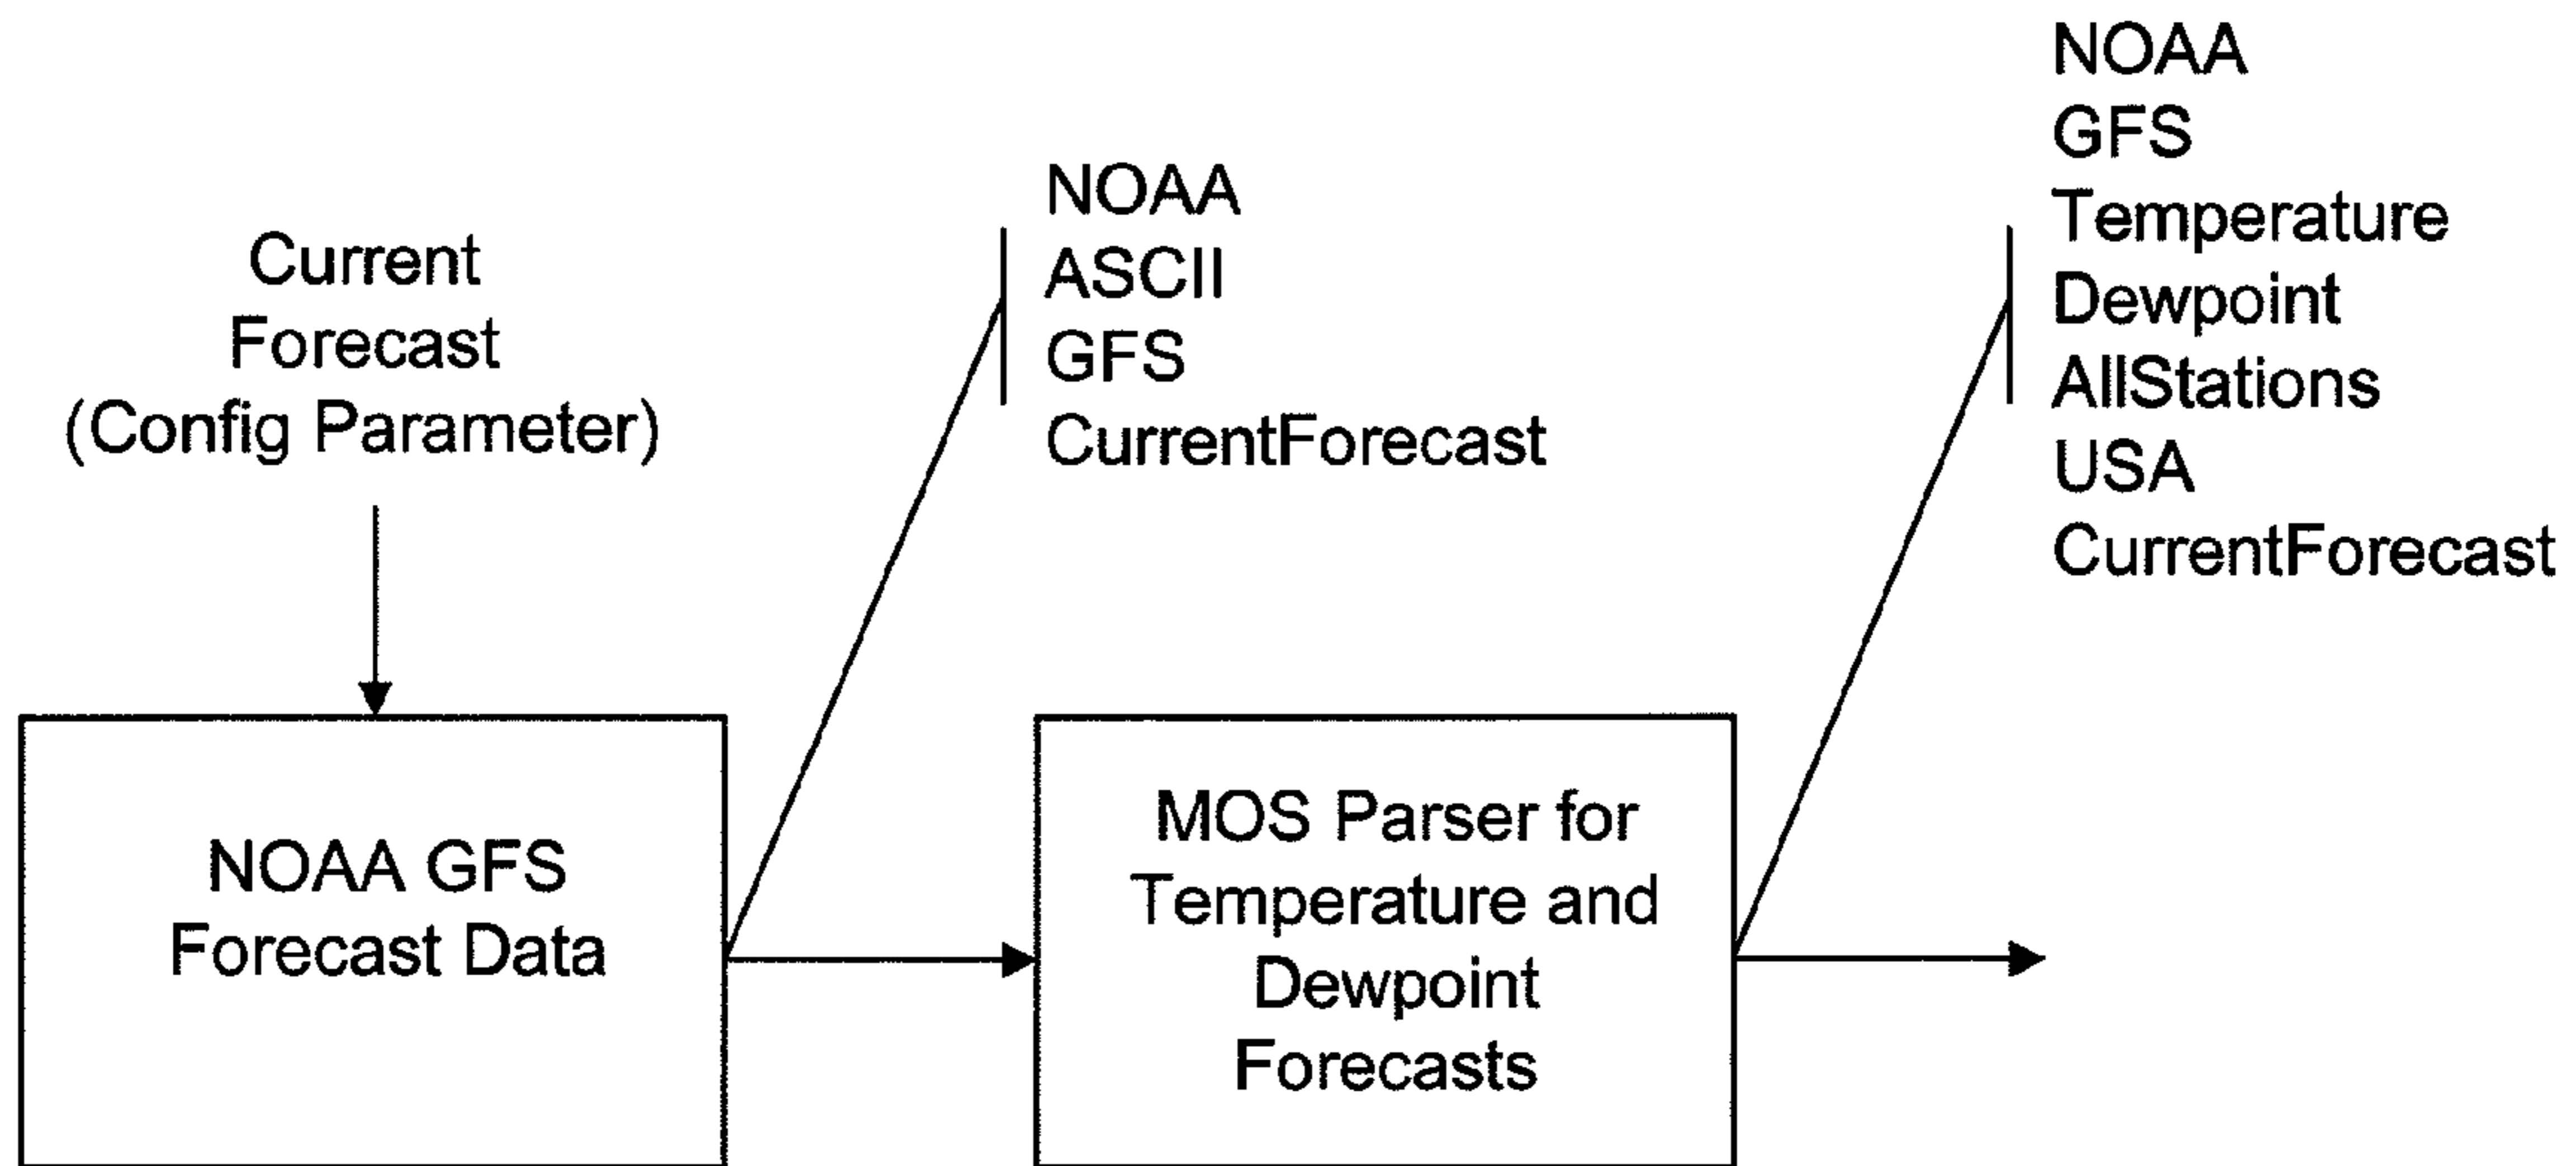 Current
Forecast
(Config Parameter)
NOAA
ASCII
GFS
CurrentForecast
NOAA
GFS
Temperature
Dewpoint
AllStations
USA
CurrentForecast
NOAA GFS
Forecast Data
MOS Parser for
Temperature and
Dewpoint
Forecasts